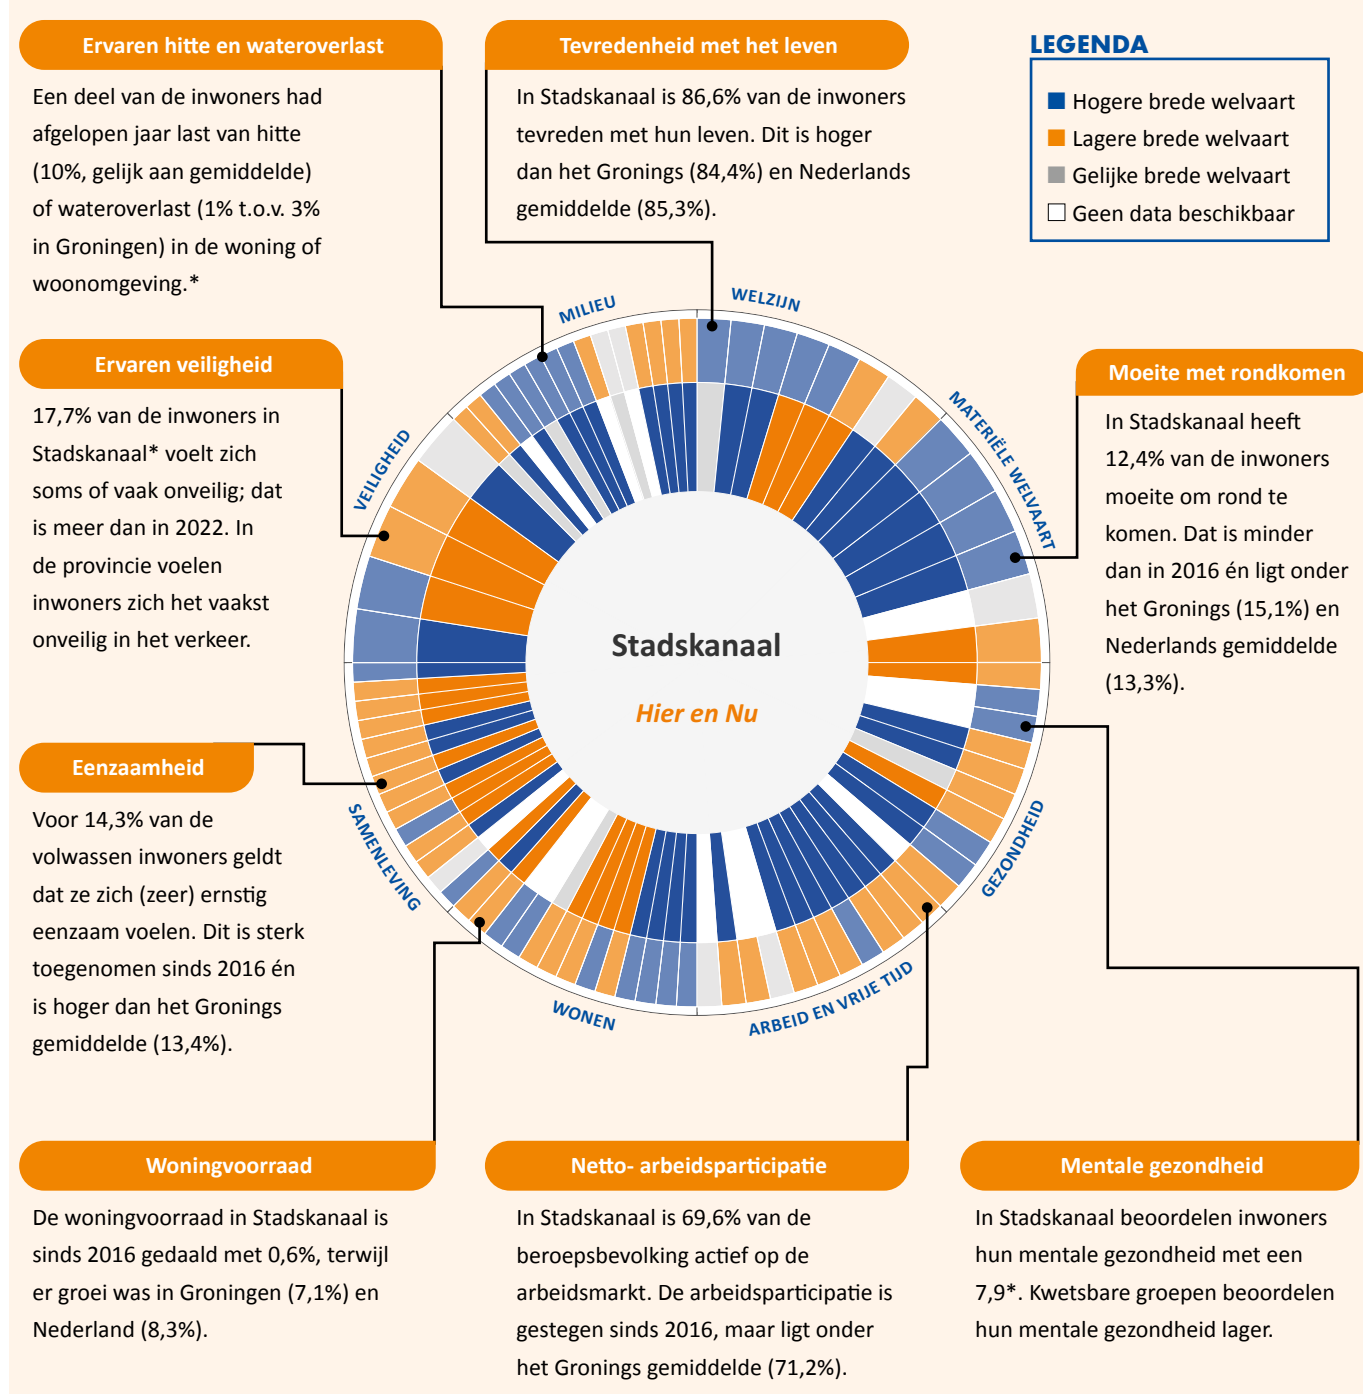 Ervaren hitte en wateroverlast
Een deel van de inwoners had
afgelopen jaar last van hitte
(10%, gelijk aan gemiddelde)
of wateroverlast (1% t.o.v. 3%
in Groningen) in de woning of
woonomgeving.*
Tevredenheid met het leven
In Stadskanaal is 86,6% van de inwoners
tevreden met hun leven. Dit is hoger
dan het Gronings (84,4%) en Nederlands
gemiddelde (85,3%).
LEGENDA
Hogere brede welvaart
Lagere brede welvaart
Gelijke brede welvaart
Geen data beschikbaar
Ervaren veiligheid
17,7% van de inwoners in
Stadskanaal* voelt zich
soms of vaak onveilig; dat
is meer dan in 2022. In
de provincie voelen
inwoners zich het vaakst
onveilig in het verkeer.
MILIEU
WELZIJN
MATERIËLE WELVAART
GEZONDHEID
ARBEID EN VRIJE TIJD
WONEN
SAMENLEVING
VEILIGHEID
Stadskanaal
Hier en Nu
Moeite met rondkomen
In Stadskanaal heeft
12,4% van de inwoners
moeite om rond te
komen. Dat is minder
dan in 2016 én ligt onder
het Gronings (15,1%) en
Nederlands gemiddelde
(13,3%).
Eenzaamheid
Voor 14,3% van de
volwassen inwoners geldt
dat ze zich (zeer) ernstig
eenzaam voelen. Dit is sterk
toegenomen sinds 2016 én
is hoger dan het Gronings
gemiddelde (13,4%).
Woningvoorraad
De woningvoorraad in Stadskanaal is
sinds 2016 gedaald met 0,6%, terwijl
er groei was in Groningen (7,1%) en
Nederland (8,3%).
Netto- arbeidsparticipatie
In Stadskanaal is 69,6% van de
beroepsbevolking actief op de
arbeidsmarkt. De arbeidsparticipatie is
gestegen sinds 2016, maar ligt onder
het Gronings gemiddelde (71,2%).
Mentale gezondheid
In Stadskanaal beoordelen inwoners
hun mentale gezondheid met een
7,9*. Kwetsbare groepen beoordelen
hun mentale gezondheid lager.